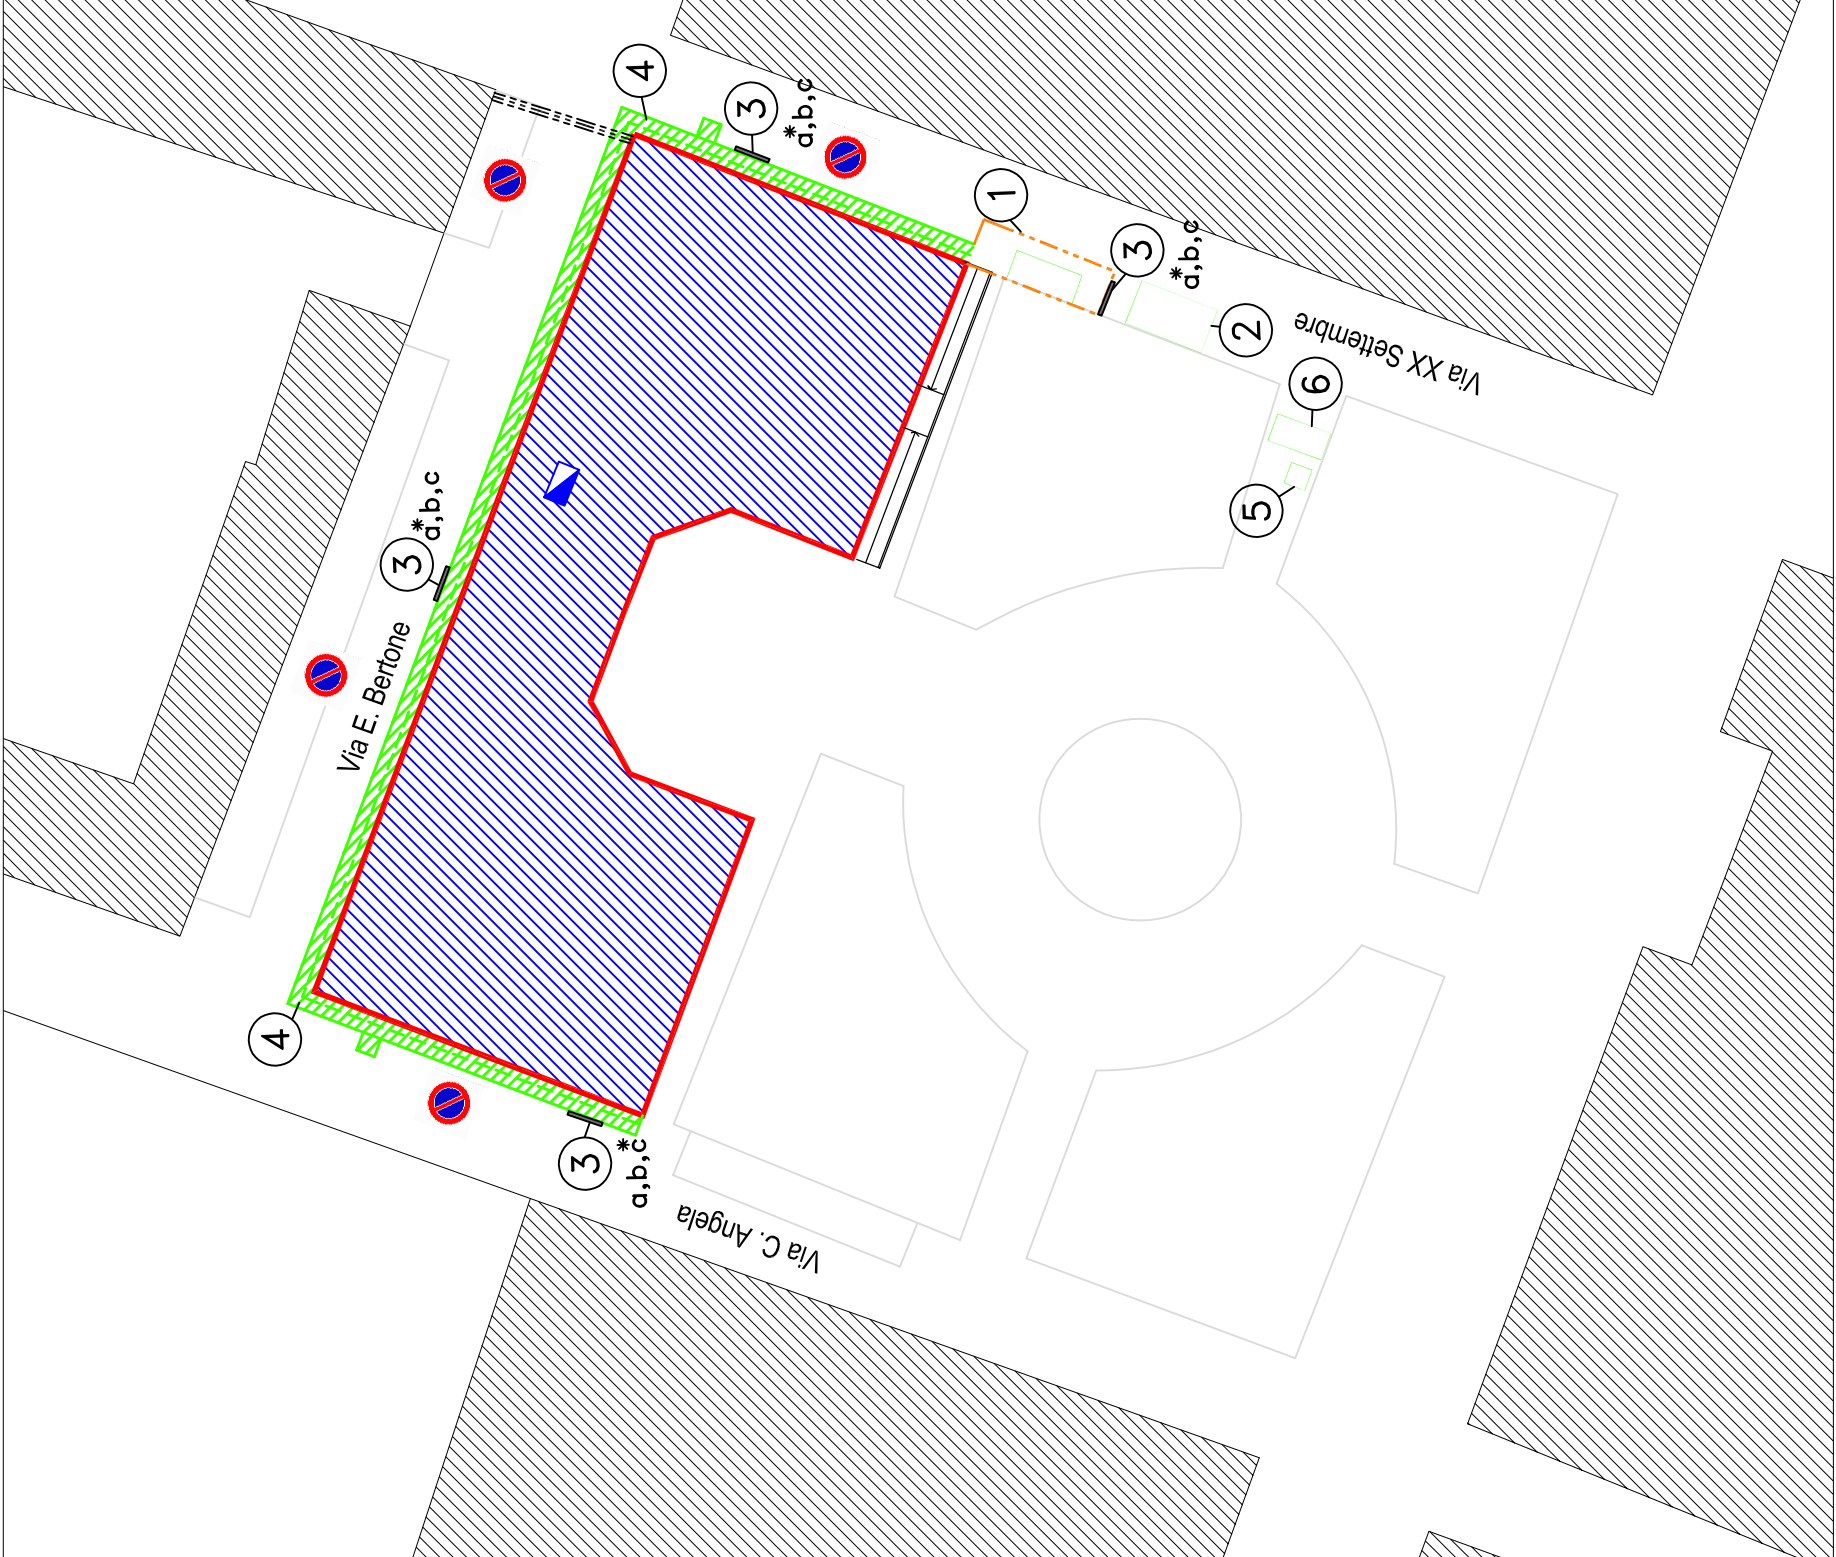 4
3
*
a,b,c
1
3
*
a,b,c
2
Via XX Settembre
6
5
3
*
a,b,c
Via E. Bertone
4
3
*
a,b,c
Via C. Angela